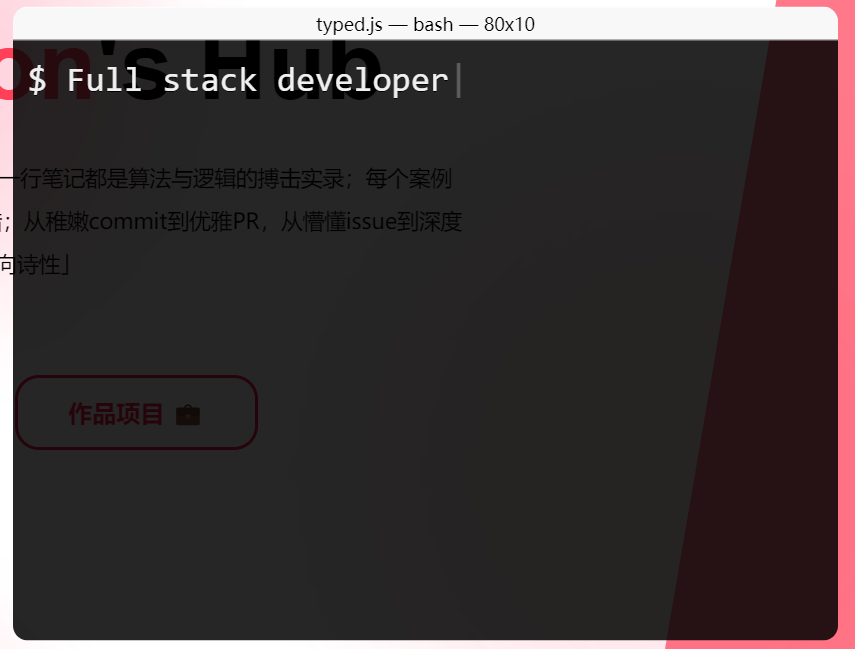 typed.js — bash — 80x10
on's Hub
$ Full stack developer
一行笔记都是算法与逻辑的搏击实录；每个案例
；从稚嫩commit到优雅PR，从懵懂issue到深度
向诗性」
作品项目